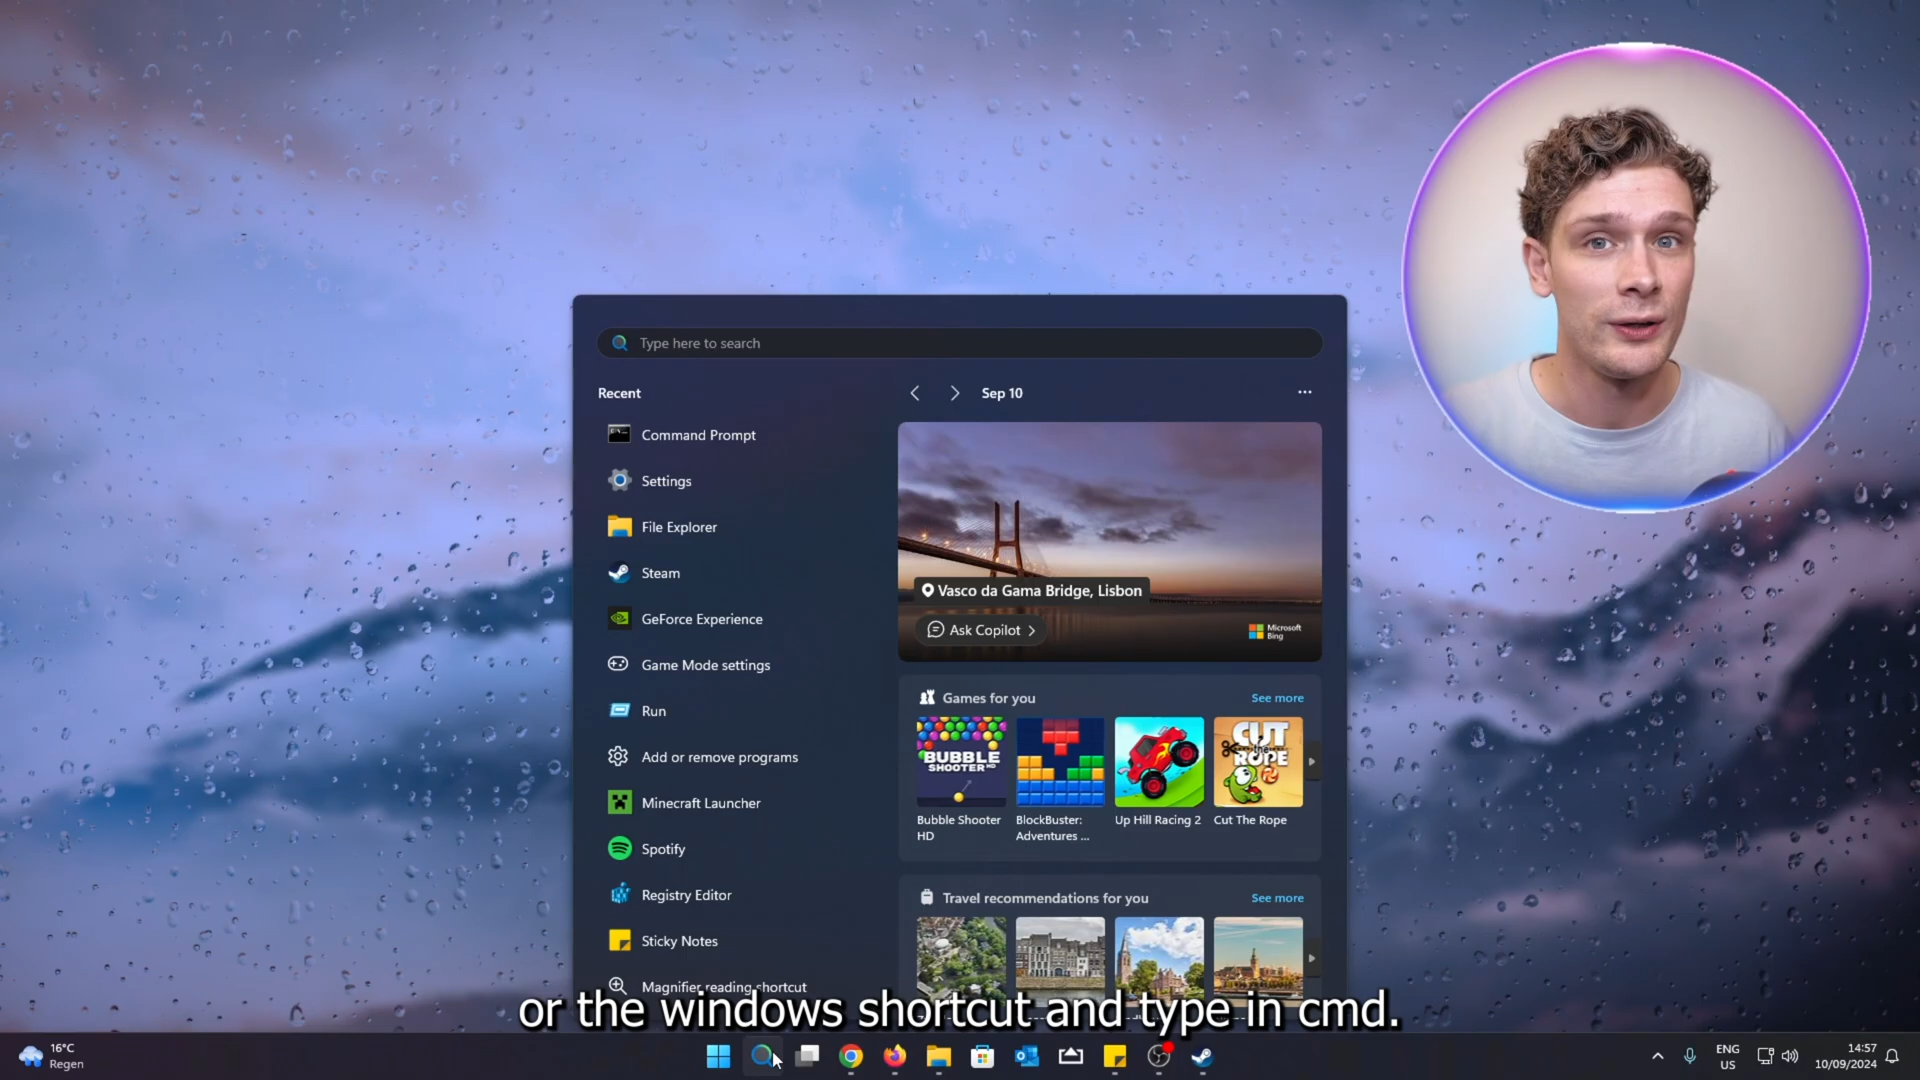 Type here to search
Recent
Sep 10
Command Prompt
Settings
File Explorer
Steam
GeForce Experience
Game Mode settings
Run
Add or remove programs
Minecraft Launcher
Spotify
Registry Editor
Sticky Notes
Magnifier reading shortcut
Vasco da Gama Bridge, Lisbon
Ask Copilot
Microsoft
Bing
Games for you
See more
BUBBLE
SHOOTER HD
CUT
the
ROPE
Bubble Shooter
HD
BlockBuster:
Adventures ...
Up Hill Racing 2
Cut The Rope
Travel recommendations for you
See more
or the windows shortcut and type in cmd.
16°C
Regen
ENG
US
14:57
10/09/2024